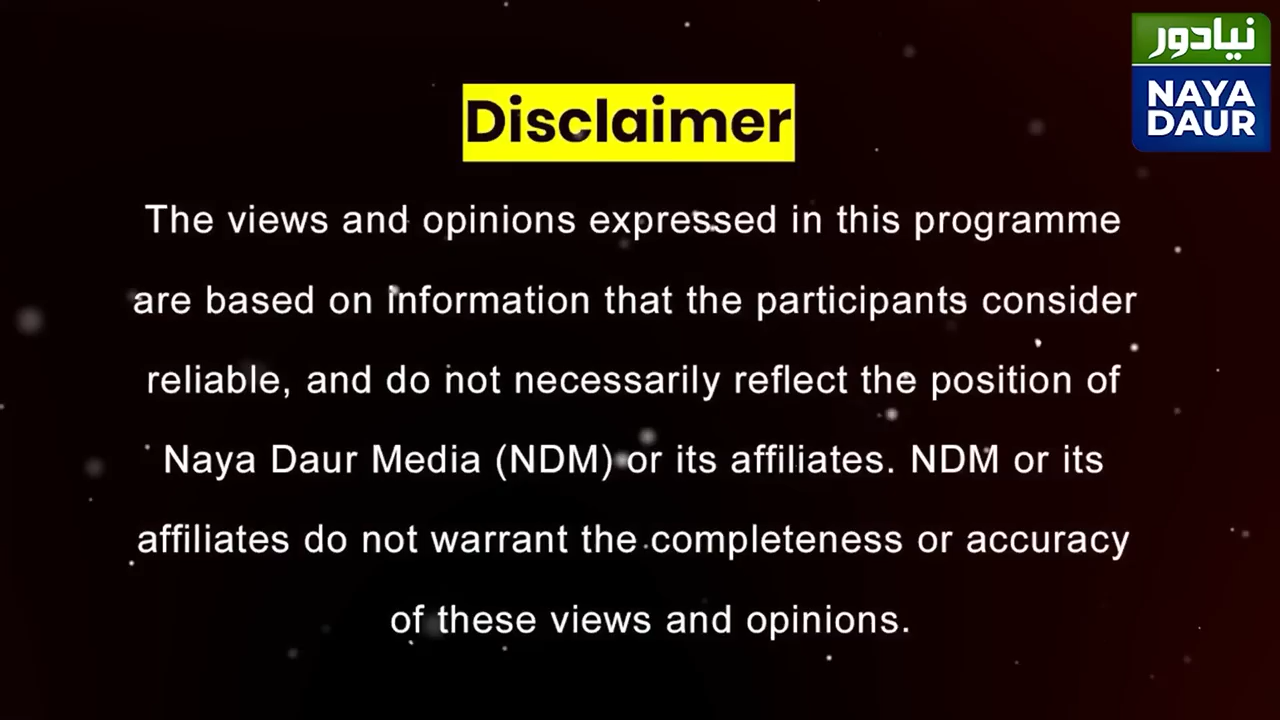 نیادور
NAYA
DAUR
Disclaimer
The views and opinions expressed in this programme
are based on information that the participants consider
reliable, and do not necessarily reflect the position of
Naya Daur Media (NDM) or its affiliates. NDM or its
affiliates do not warrant the completeness or accuracy
of these views and opinions.